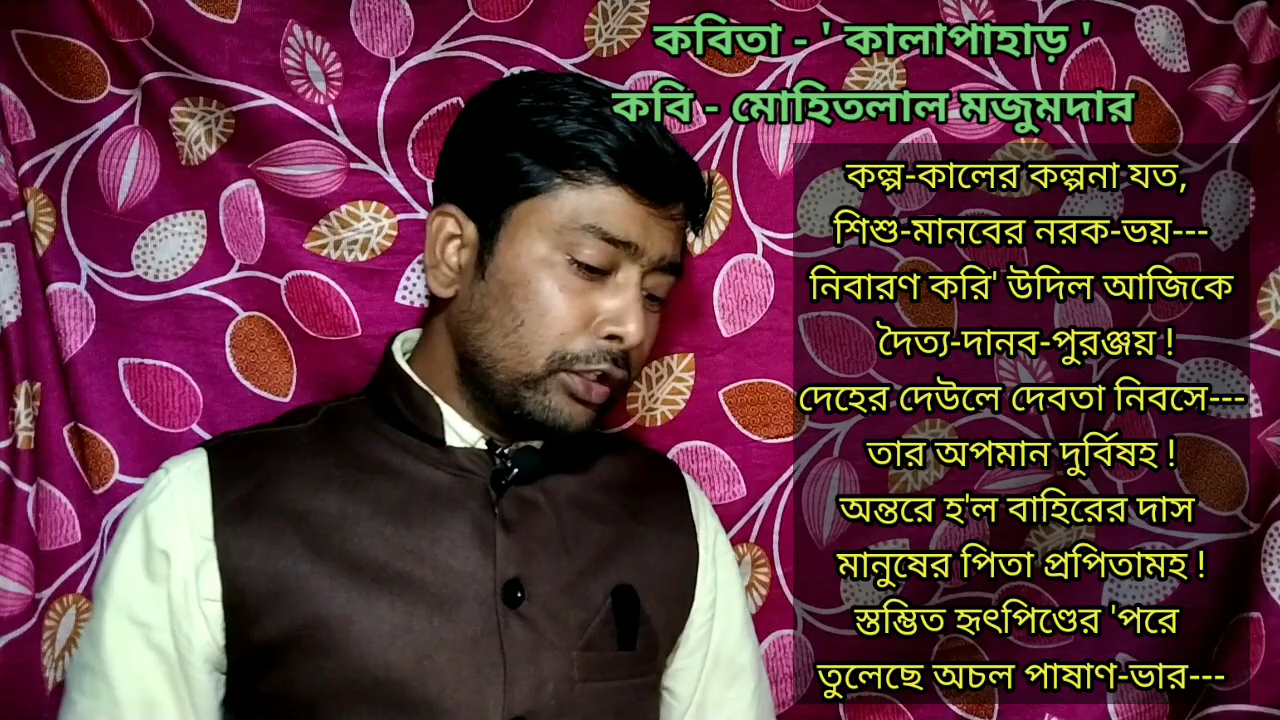 কবিতা - ' কালাপাহাড় '
কবি - মোহিতলাল মজুমদার
কল্প-কালের কল্পনা যত,
শিশু-মানবের নরক-ভয়---
নিবারণ করি' উদিল আজিকে
দৈত্য-দানব-পুরঞ্জয় !
দেহের দেউলে দেবতা নিবসে---
তার অপমান দুর্বিষহ !
অন্তরে হ'ল বাহিরের দাস
মানুষের পিতা প্রপিতামহ !
স্তম্ভিত হৃৎপিণ্ডের 'পরে
তুলেছে অচল পাষাণ-ভার---